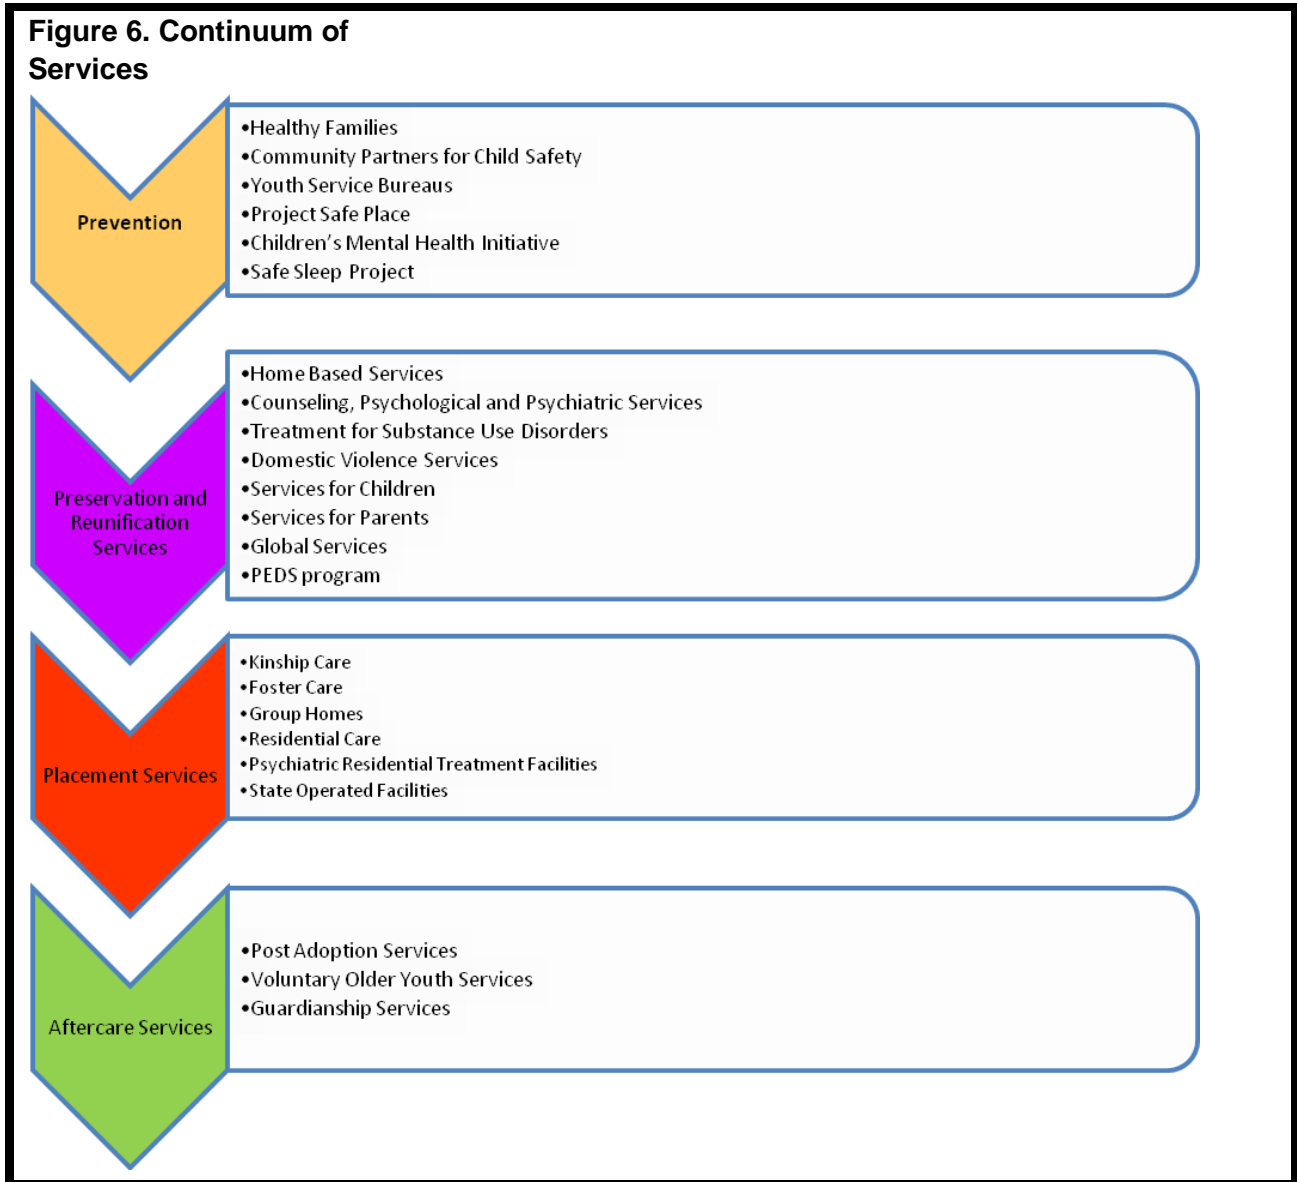 Figure 6. Continuum of
Services
Prevention
•Healthy Families
•Community Partners for Child Safety
•Youth Service Bureaus
•Project Safe Place
•Children’s Mental Health Initiative
•Safe Sleep Project
Preservation and
Reunification
Services
•Home Based Services
•Counseling, Psychological and Psychiatric Services
•Treatment for Substance Use Disorders
•Domestic Violence Services
•Services for Children
•Services for Parents
•Global Services
•PEDS program
Placement Services
•Kinship Care
•Foster Care
•Group Homes
•Residential Care
•Psychiatric Residential Treatment Facilities
•State Operated Facilities
Aftercare Services
•Post Adoption Services
•Voluntary Older Youth Services
•Guardianship Services